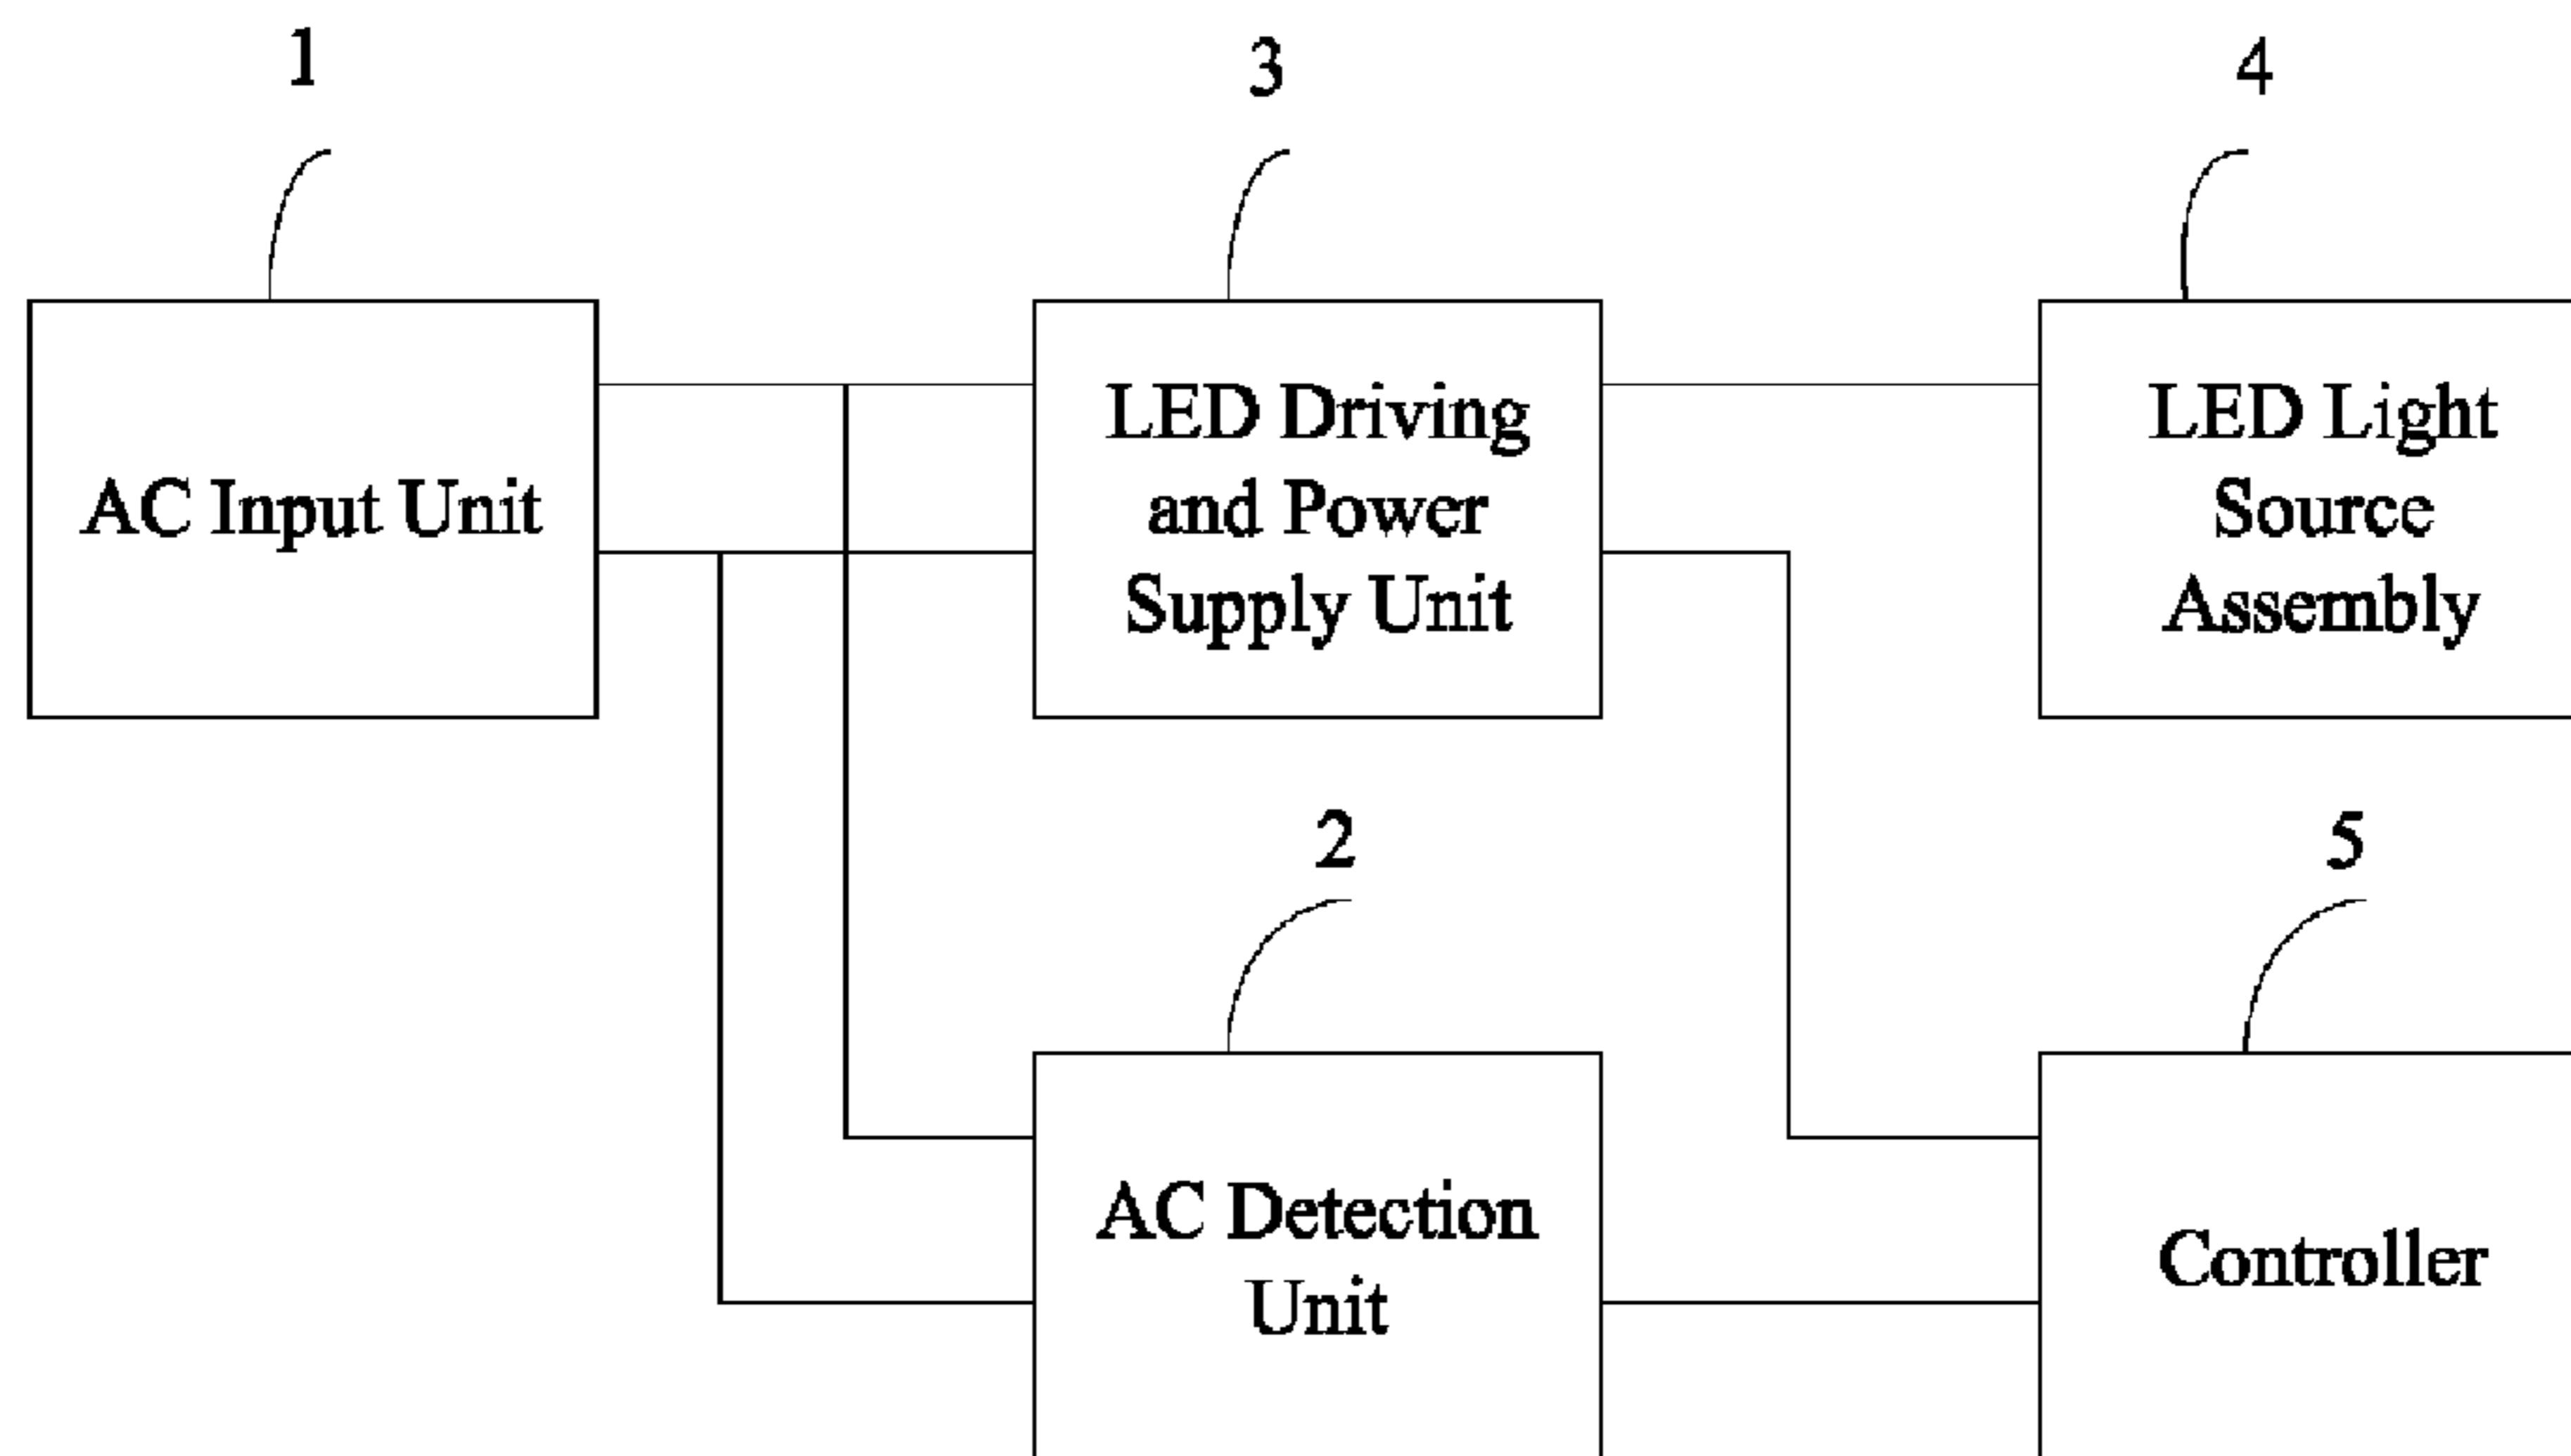 1
3
4
AC Input Unit
LED Driving
and Power
Supply Unit
LED Light
Source
Assembly
2
5
AC Detection
Unit
Controller